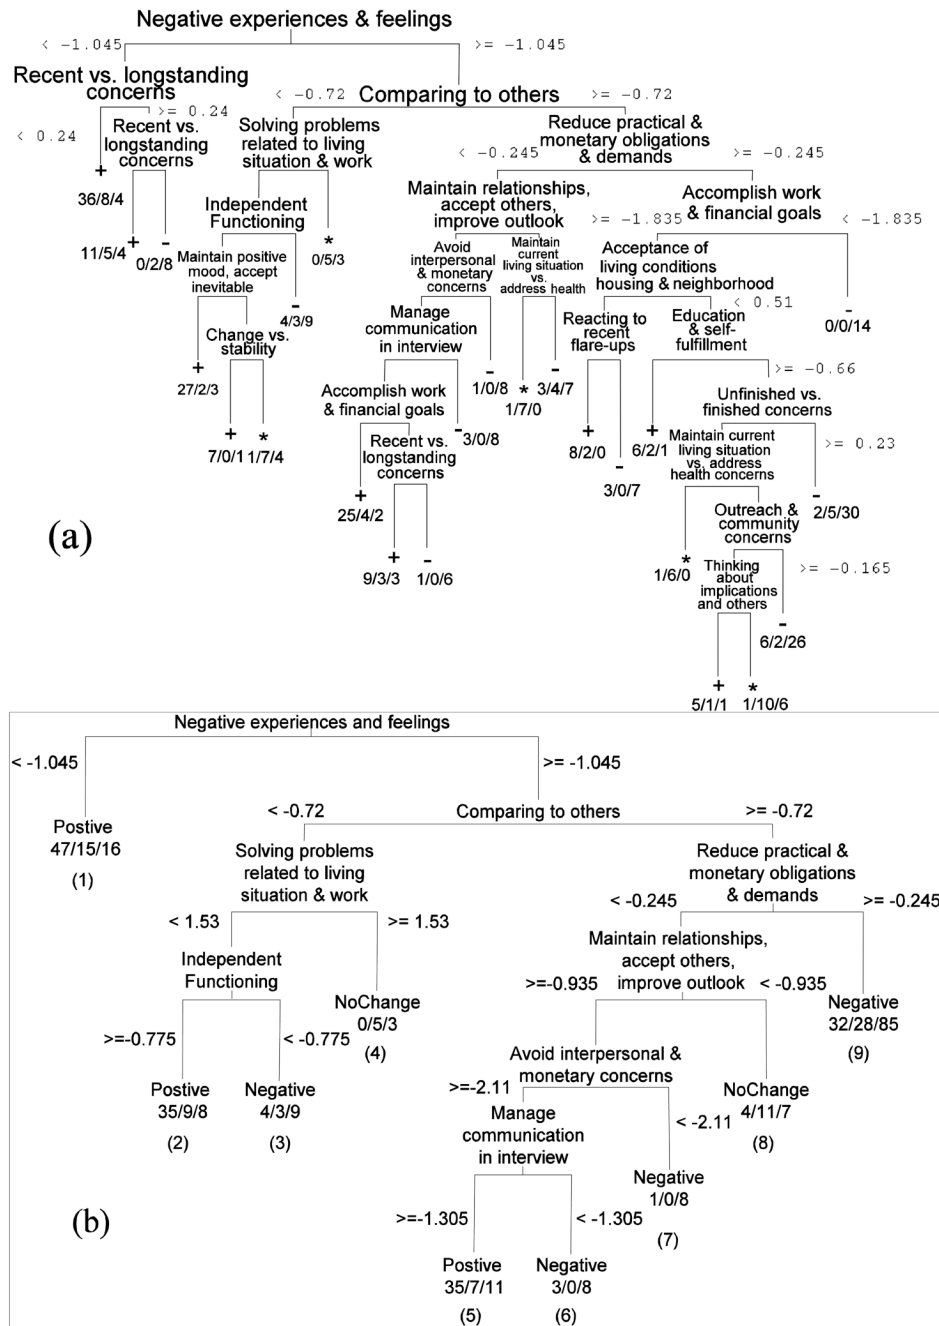 Negative experiences & feelings
< -1.045
>= -1.045
Recent vs. longstanding
concerns
< -0.72
Comparing to others
>= -0.72
< 0.24
>= 0.24
Recent vs.
longstanding
concerns
Solving problems
related to living
situation & work
Reduce practical &
monetary obligations
& demands
< -0.245
>= -0.245
+
36/8/4
+
11/5/4
-
0/2/8
Independent
Functioning
*
0/5/3
Maintain positive
mood, accept
inevitable
-
4/3/9
+
27/2/3
Change vs.
stability
+
7/0/1
*
1/7/4
Maintain relationships,
accept others,
improve outlook
Accomplish work
& financial goals
>= -1.835
< -1.835
Avoid
interpersonal
& monetary
concerns
Maintain
current
living situation
vs.
address health
Acceptance of
living conditions
housing & neighborhood
-
0/0/14
Manage
communication
in interview
-
1/0/8
*
1/7/0
-
3/4/7
Reacting to
recent
flare-ups
< 0.51
Education
& self-
fulfillment
Accomplish work
& financial goals
-
3/0/8
+
8/2/0
-
3/0/7
+
6/2/1
>= -0.66
Unfinished vs.
finished concerns
+
25/4/2
Recent vs.
longstanding
concerns
+
9/3/3
-
1/0/6
Maintain current
living situation
vs. address
health concerns
>= 0.23
-
2/5/30
*
1/6/0
Outreach &
community
concerns
Thinking
about
implications
and others
>= -0.165
-
6/2/26
+
5/1/1
*
1/10/6
(a)
Negative experiences and feelings
< -1.045
>= -1.045
Postive
47/15/16
(1)
< -0.72
Comparing to others
>= -0.72
Solving problems
related to living
situation & work
Reduce practical &
monetary obligations
& demands
< 1.53
>= 1.53
< -0.245
>= -0.245
Independent
Functioning
NoChange
0/5/3
(4)
Maintain relationships,
accept others,
improve outlook
Negative
32/28/85
(9)
>=-0.775
< -0.775
>=-0.935
< -0.935
Postive
35/9/8
(2)
Negative
4/3/9
(3)
Avoid interpersonal &
monetary concerns
NoChange
4/11/7
(8)
>=-2.11
< -2.11
Manage
communication
in interview
Negative
1/0/8
(7)
>=-1.305
< -1.305
Postive
35/7/11
(5)
Negative
3/0/8
(6)
(b)